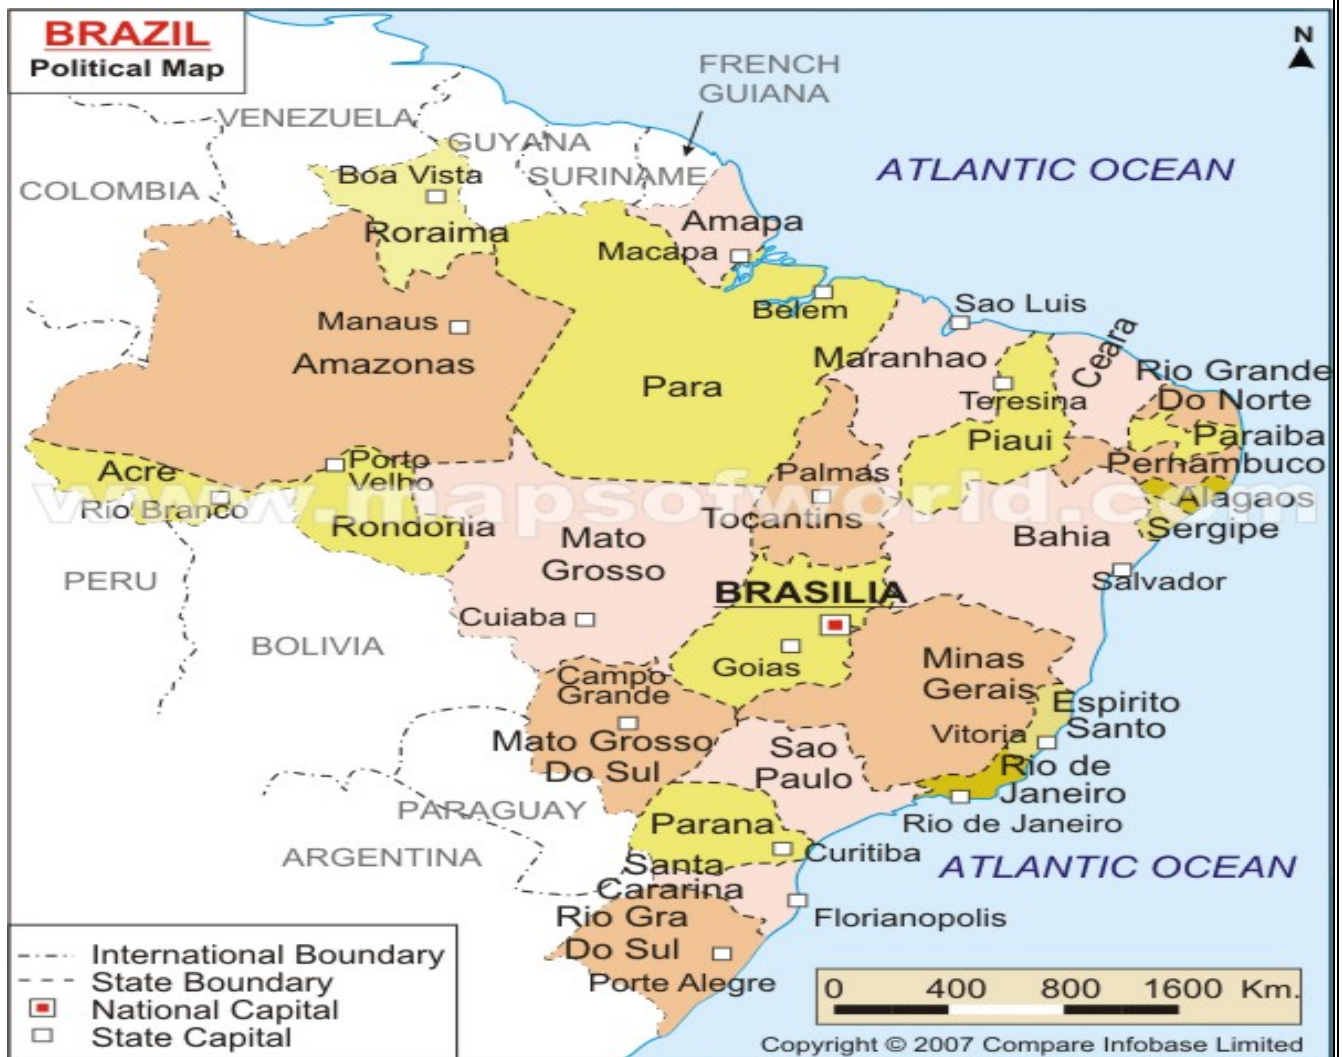 BRAZIL
Political Map
N
FRENCH
GUIANA
VENEZUELA
GUYANA
SURINAME
COLOMBIA
ATLANTIC OCEAN
Boa Vista
Roraima
Amapa
Macapa
Belem
Sao Luis
Manaus
Amazonas
Para
Maranhao
Ceara
Teresina
Piaui
Rio Grande
Do Norte
Paraiba
Pernambuco
Alagaos
Sergipe
Acre
Rio Branco
Porto
Velho
Rondonia
Palmas
Tocantins
www.mapsofworld.com
Mato
Grosso
Bahia
Salvador
PERU
BRASILIA
Cuiaba
BOLIVIA
Goias
Minas
Gerais
Campo
Grande
Mato Grosso
Do Sul
Espirito
Santo
Vitoria
Sao
Paulo
Rio de
Janeiro
Rio de Janeiro
PARAGUAY
Parana
Curitiba
ARGENTINA
Santa
Cararina
ATLANTIC OCEAN
Florianopolis
Rio Gra
Do Sul
Porte Alegre
International Boundary
State Boundary
National Capital
State Capital
0 400 800 1600 Km.
Copyright © 2007 Compare Infobase Limited